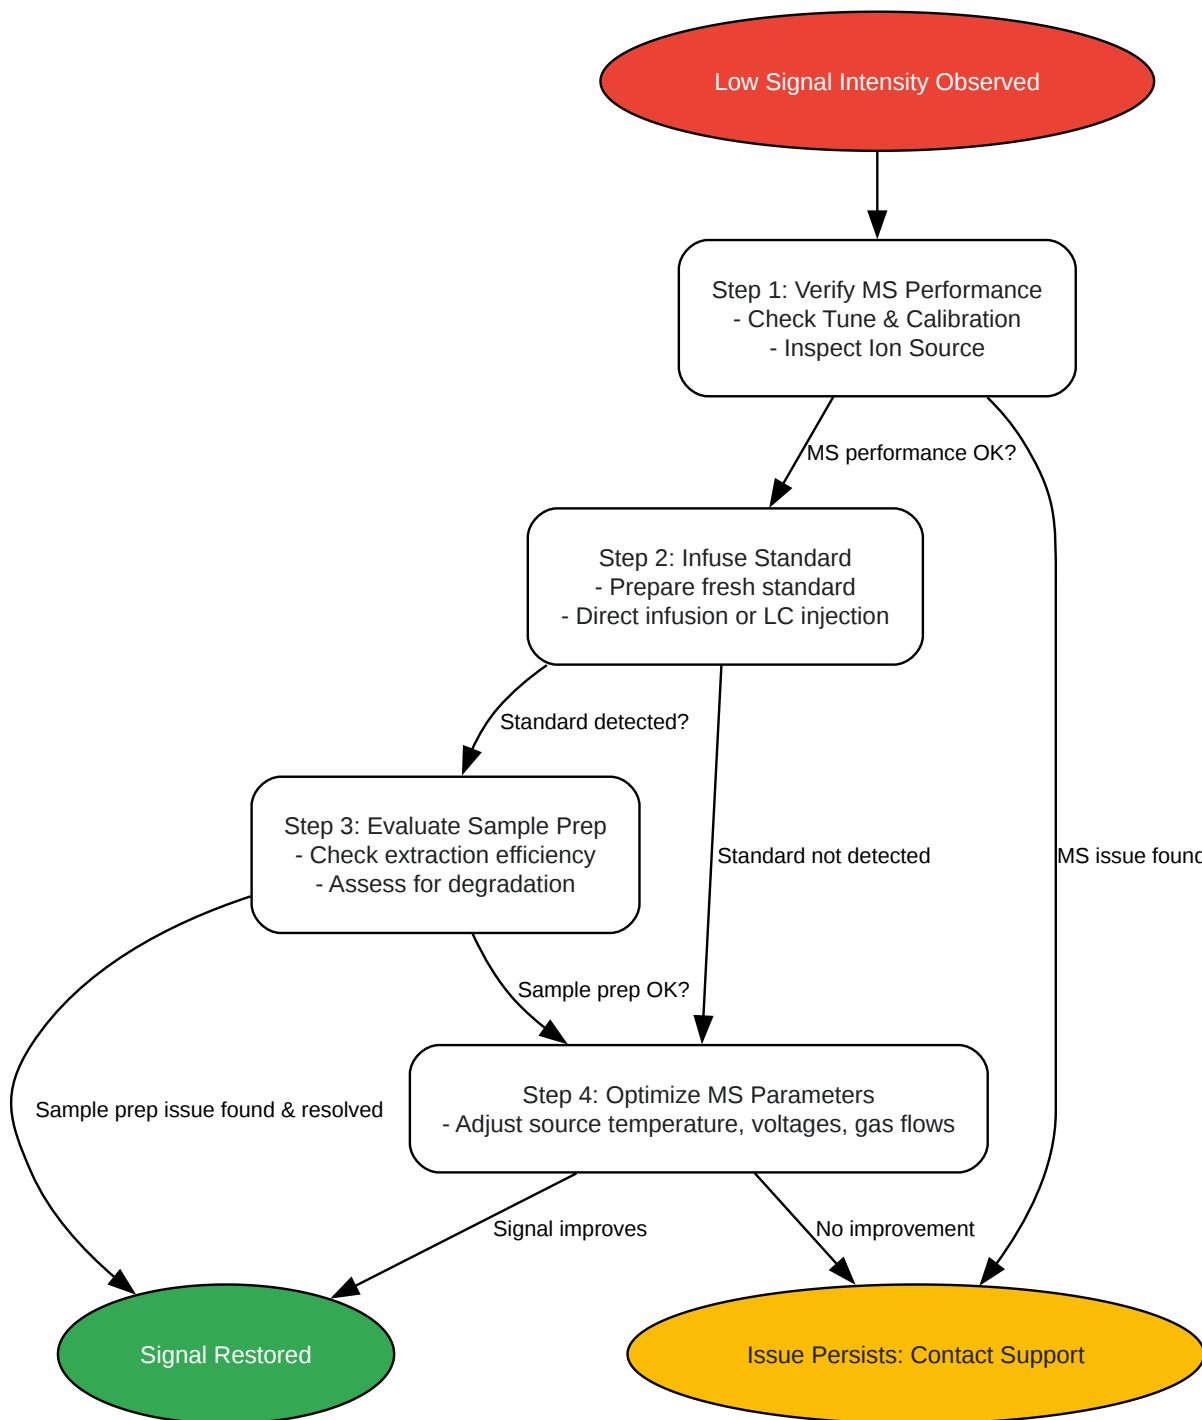 Low Signal Intensity Observed
Step 1: Verify MS Performance
- Check Tune & Calibration
- Inspect Ion Source
MS performance OK?
Step 2: Infuse Standard
- Prepare fresh standard
- Direct infusion or LC injection
Standard detected?
Step 3: Evaluate Sample Prep
- Check extraction efficiency
- Assess for degradation
Standard not detected
MS issue found
Sample prep OK?
Step 4: Optimize MS Parameters
- Adjust source temperature, voltages, gas flows
Sample prep issue found & resolved
Signal improves
No improvement
Signal Restored
Issue Persists: Contact Support